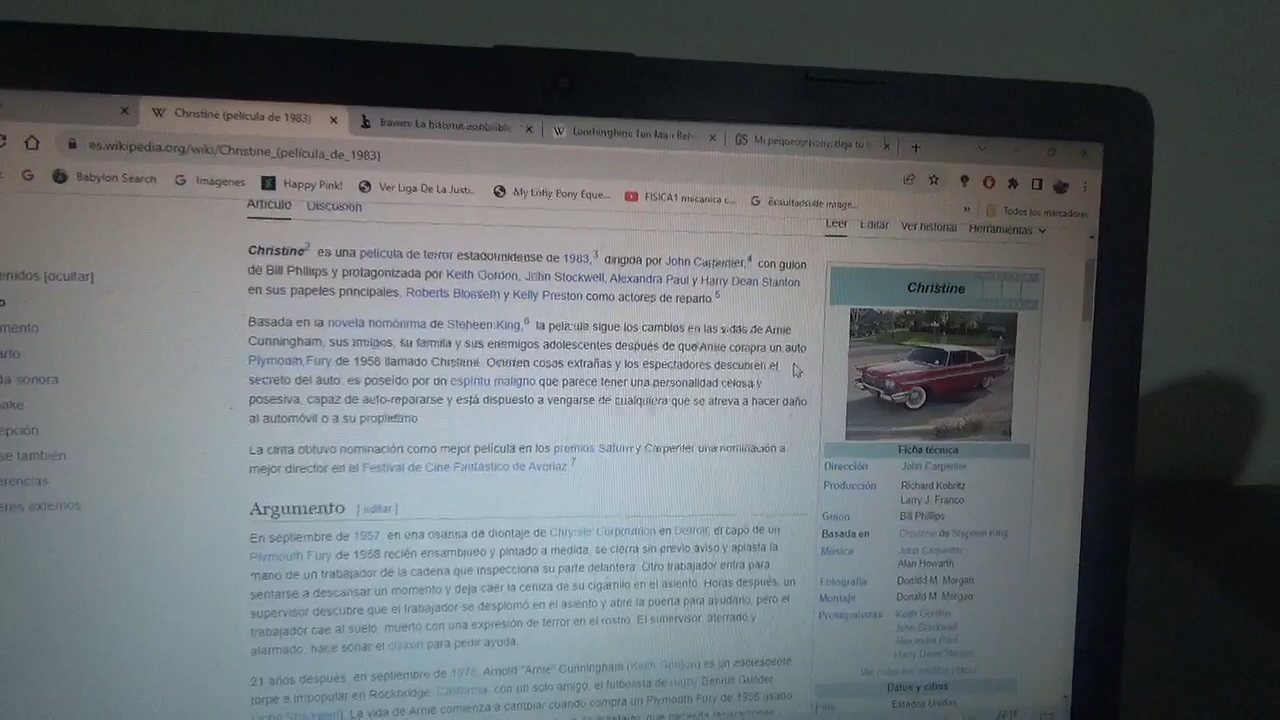 Christine (película de 1983)
es.wikipedia.org/wiki/Christine_(película_de_1983)
Babylon Search
Imágenes
Happy Pink!
Ver Liga De La Justi...
My Little Pony Eque...
FISICA1 mecanica c...
Todos los marcadores
Artículo
Discusión
Leer
Editar
Ver historial
Herramientas
enidos [ocultar]
mento
arto
da sonora
ake
epción
se también
erencias
ces externos
Christine2 es una película de terror estadounidense de 1983,3 dirigida por John Carpenter,4 con guion
de Bill Phillips y protagonizada por Keith Gordon, John Stockwell, Alexandra Paul y Harry Dean Stanton
en sus papeles principales, Roberts Blossom y Kelly Preston como actores de reparto.5
Basada en la novela homónima de Stephen King,6 la película sigue los cambios en las vidas de Arnie
Cunningham, sus amigos, su familia y sus enemigos adolescentes después de que Arnie compra un auto
Plymouth Fury de 1958 llamado Christine. Ocurren cosas extrañas y los espectadores descubren el
secreto del auto: es poseído por un espíritu maligno que parece tener una personalidad celosa y
posesiva, capaz de auto-repararse y está dispuesto a vengarse de cualquiera que se atreva a hacer daño
al automóvil o a su propietario.
La cinta obtuvo nominación como mejor película en los premios Saturn y Carpenter una nominación a
mejor director en el Festival de Cine Fantástico de Avoriaz.7
Argumento [editar]
En septiembre de 1957, en una cadena de montaje de Chrysler Corporation en Detroit, el capó de un
Plymouth Fury de 1958 recién ensamblado y pintado a medida, se cierra sin previo aviso y aplasta la
mano de un trabajador de la cadena que inspecciona su parte delantera. Otro trabajador entra para
sentarse a descansar un momento y deja caer la ceniza de su cigarrillo en el asiento. Horas después, un
supervisor descubre que el trabajador se desplomó en el asiento y abre la puerta para ayudarlo, pero el
trabajador cae al suelo, muerto con una expresión de terror en el rostro. El supervisor, aterrado y
alarmado, hace sonar el claxon para pedir ayuda.
21 años después, en septiembre de 1978, Arnold "Arnie" Cunningham (Keith Gordon) es un adolescente
torpe e impopular en Rockbridge, California, con un solo amigo, el futbolista de rugby Dennis Guilder
La vida de Arnie comienza a cambiar cuando compra un Plymouth Fury de 1958 usado
Christine
Ficha técnica
Dirección John Carpenter
Producción Richard Kobritz
Larry J. Franco
Guion Bill Phillips
Basada en Christine de Stephen King
Música John Carpenter
Alan Howarth
Fotografía Donald M. Morgan
Montaje Donald M. Morgan
Protagonistas Keith Gordon
John Stockwell
Alexandra Paul
Harry Dean Stanton
Datos y cifras
País Estados Unidos